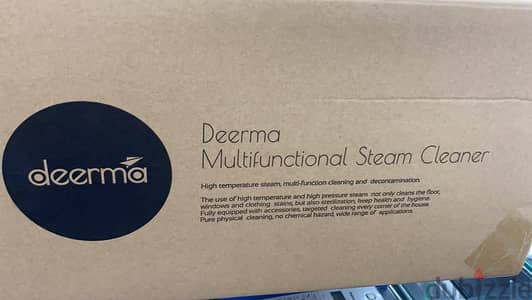 deerma
Deerma
Multifunctional Steam Cleaner
High temperature steam, multi-function cleaning and decontamination.
The use of high temperature and high pressure steam not only cleans the floor,
windows and clothing stains, but also sterilization, keep health and hygiene.
Fully equipped with accessories, targeted cleaning every corner of the house.
Pure physical cleaning, no chemical hazard, wide range of applications.
dubizzle